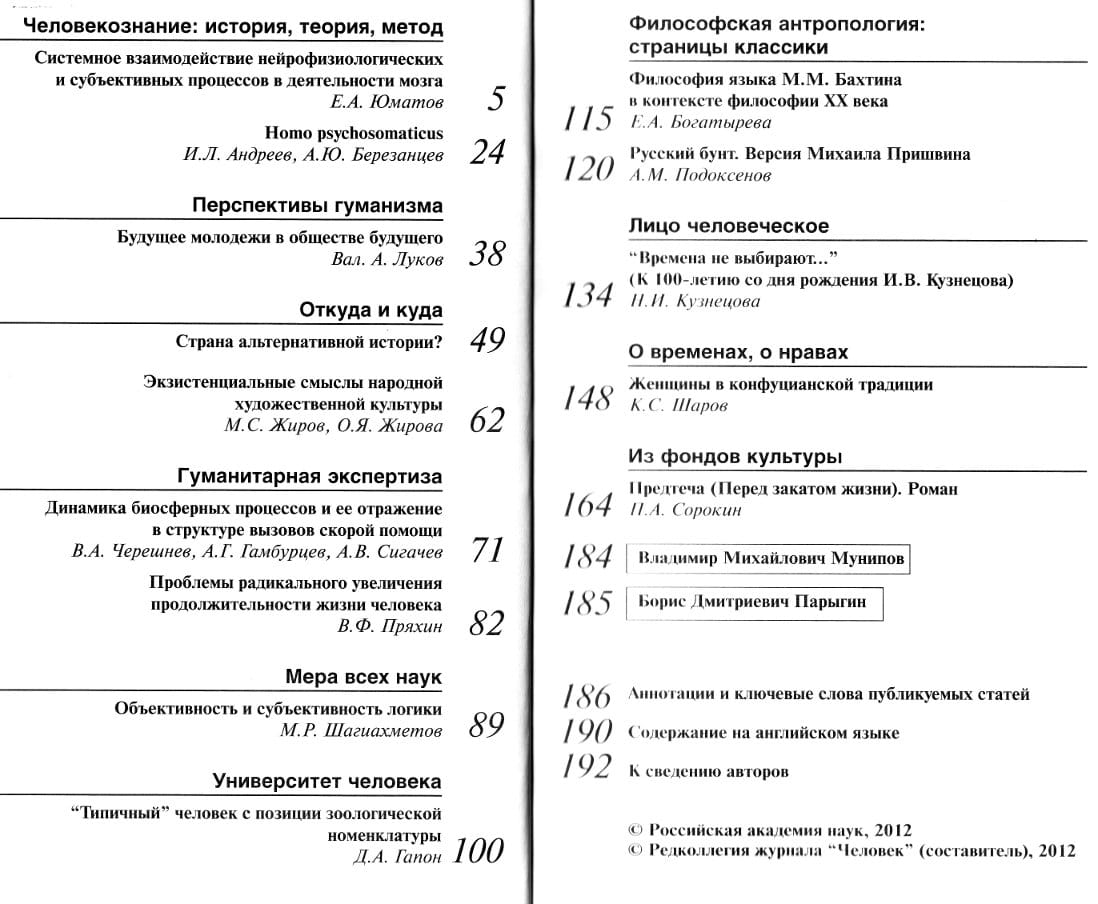 Человекознание: история, теория, метод
Системное взаимодействие нейрофизиологических
и субъективных процессов в деятельности мозга
Е.А. Юматов 5
Homo psychosomaticus
И.Л. Андреев, А.Ю. Березанцев 24
Перспективы гуманизма
Будущее молодежи в обществе будущего
Вал. А. Луков 38
Откуда и куда
Страна альтернативной истории? 49
Экзистенциальные смыслы народной
художественной культуры
М.С. Жиров, О.Я. Жирова 62
Гуманитарная экспертиза
Динамика биосферных процессов и ее отражение
в структуре вызовов скорой помощи
В.А. Черешнев, А.Г. Гамбурцев, А.В. Сигачев 71
Проблемы радикального увеличения
продолжительности жизни человека
В.Ф. Пряхин 82
Мера всех наук
Объективность и субъективность логики
М.Р. Шагиахметов 89
Университет человека
“Типичный” человек с позиции зоологической
номенклатуры
Д.А. Гапон 100
Философская антропология:
страницы классики
Философия языка М.М. Бахтина
в контексте философии XX века
115 Е.А. Богатырева
Русский бунт. Версия Михаила Пришвина
120 А.М. Подоксенов
Лицо человеческое
“Времена не выбирают...”
(К 100-летию со дня рождения И.В. Кузнецова)
134 Н.И. Кузнецова
О временах, о нравах
Женщины в конфуцианской традиции
148 К.С. Шаров
Из фондов культуры
Предтеча (Перед закатом жизни). Роман
164 П.А. Сорокин
184 Владимир Михайлович Мунипов
185 Борис Дмитриевич Парыгин
186 Аннотации и ключевые слова публикуемых статей
190 Содержание на английском языке
192 К сведению авторов
© Российская академия наук, 2012
© Редколлегия журнала “Человек” (составитель), 2012